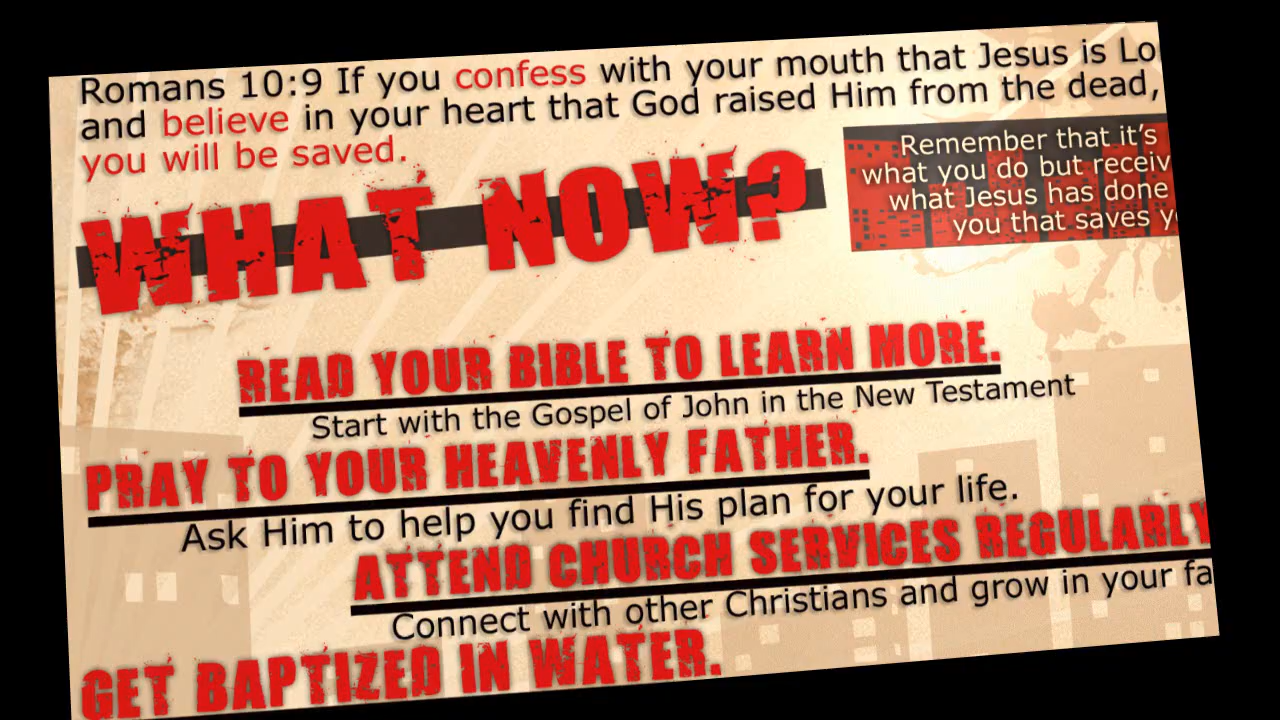 Romans 10:9 If you confess with your mouth that Jesus is Lo
and believe in your heart that God raised Him from the dead,
you will be saved.
Remember that it's
what you do but receiv
what Jesus has done
you that saves y
WHAT NOW?
READ YOUR BIBLE TO LEARN MORE.
Start with the Gospel of John in the New Testament
PRAY TO YOUR HEAVENLY FATHER.
Ask Him to help you find His plan for your life.
ATTEND CHURCH SERVICES REGULARLY
Connect with other Christians and grow in your fa
GET BAPTIZED IN WATER.